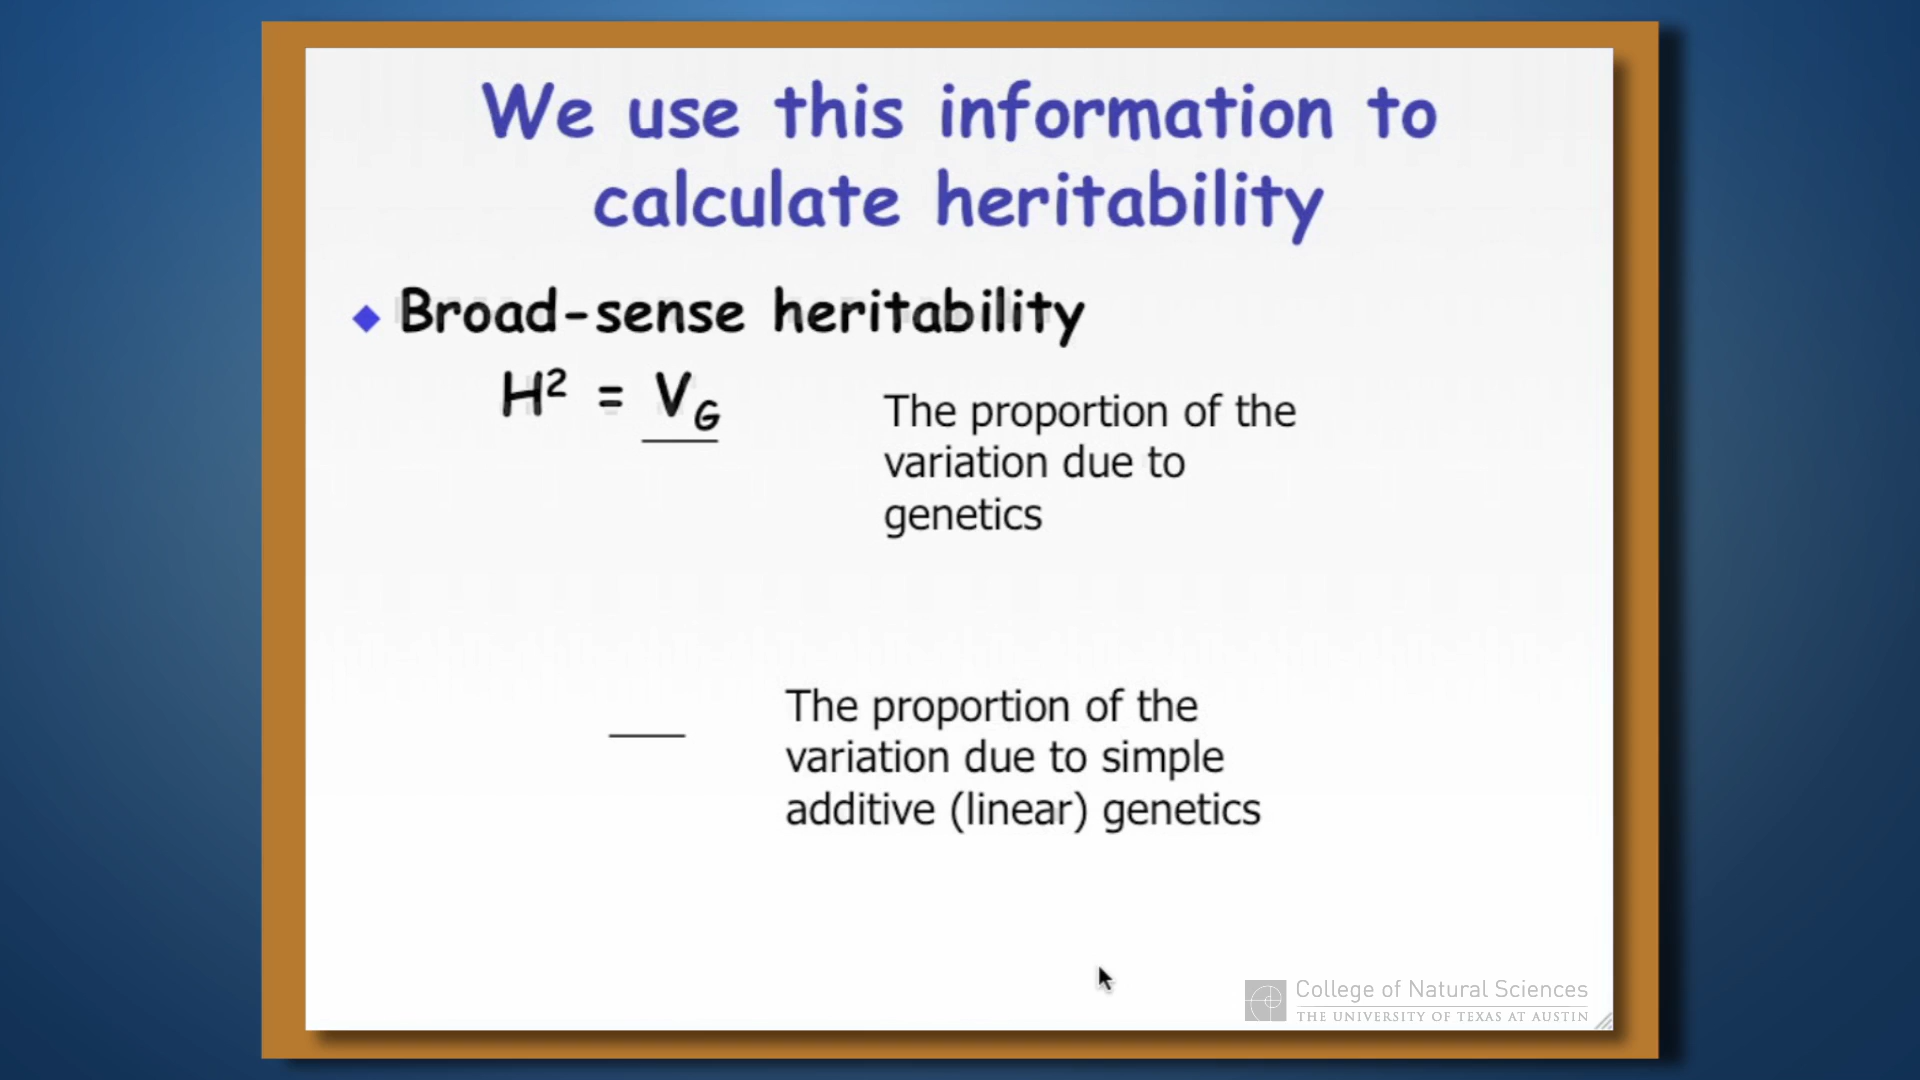 We use this information to
calculate heritability
Broad-sense heritability
H² = V_G
The proportion of the
variation due to
genetics
The proportion of the
variation due to simple
additive (linear) genetics
College of Natural Sciences
THE UNIVERSITY OF TEXAS AT AUSTIN